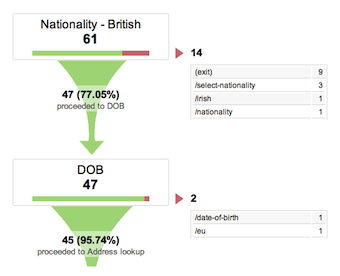 Nationality - British
61
14
(exit) 9
/select-nationality 3
/irish 1
/nationality 1
47 (77.05%)
proceeded to DOB
DOB
47
2
/date-of-birth 1
/eu 1
45 (95.74%)
proceeded to Address lookup